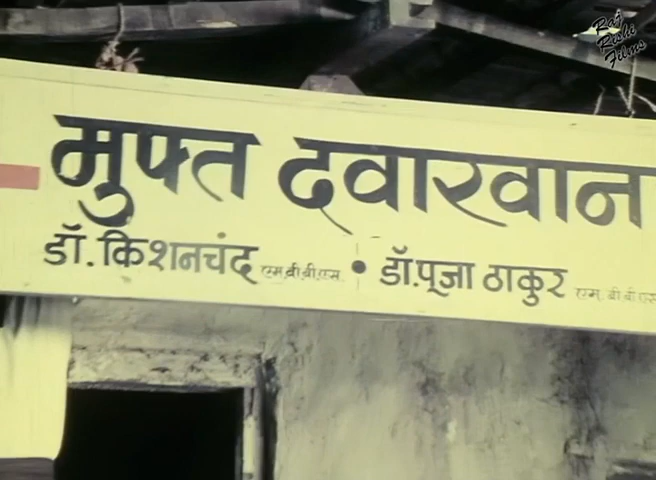 Raj
Rishi
Films
मुफ्त दवाखान
डॉ. किशनचंद एम.बी.बी.एस. • डॉ. पूजा ठाकुर एम. बी. बी. एस